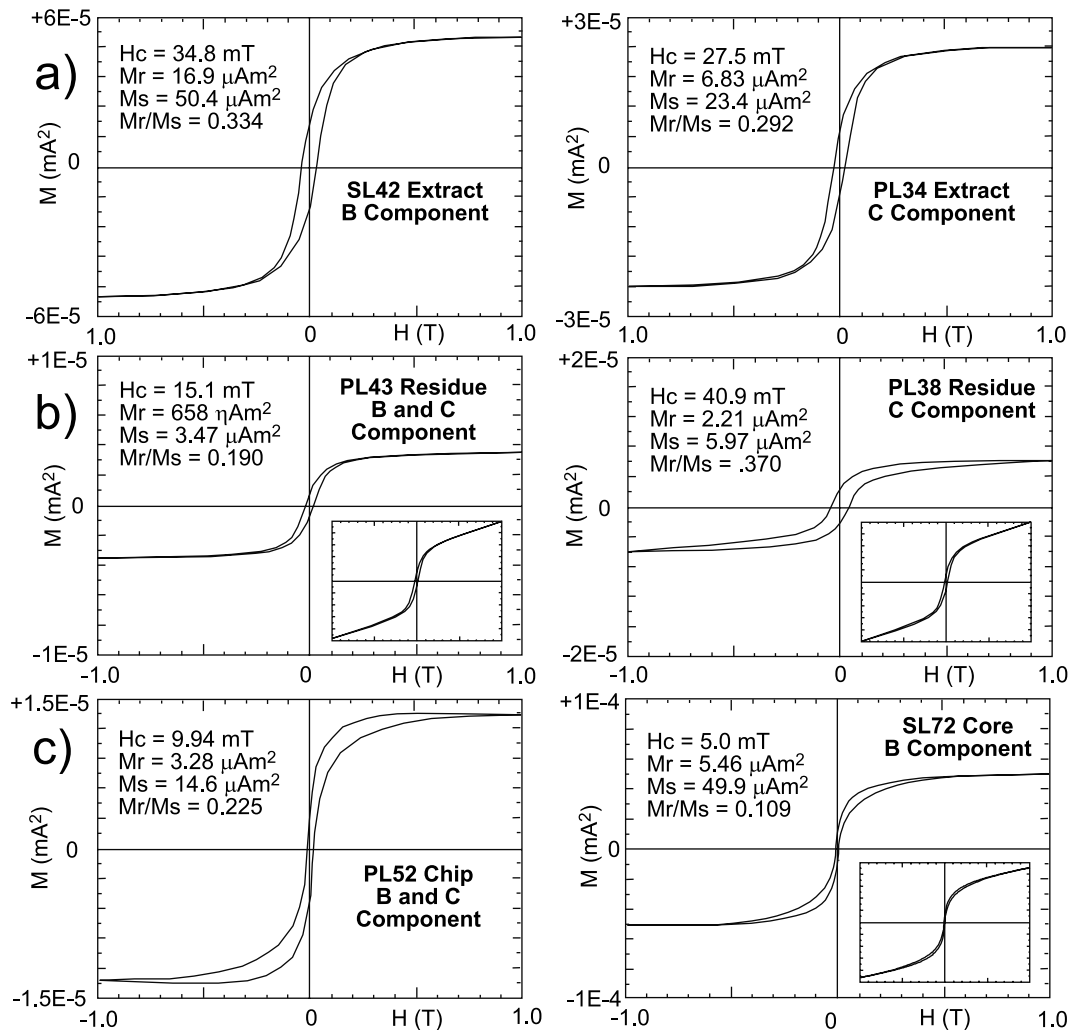 a)
+6E-5
Hc = 34.8 mT
Mr = 16.9 μAm²
Ms = 50.4 μAm²
Mr/Ms = 0.334
M (mA²)
0
SL42 Extract
B Component
-6E-5
1.0
H (T)
0
1.0
+3E-5
Hc = 27.5 mT
Mr = 6.83 μAm²
Ms = 23.4 μAm²
Mr/Ms = 0.292
M (mA²)
0
PL34 Extract
C Component
-3E-5
1.0
0
H (T)
1.0
b)
+1E-5
Hc = 15.1 mT
Mr = 658 ηAm²
Ms = 3.47 μAm²
Mr/Ms = 0.190
PL43 Residue
B and C
Component
M (mA²)
0
-1E-5
-1.0
0
H (T)
1.0
+2E-5
Hc = 40.9 mT
Mr = 2.21 μAm²
Ms = 5.97 μAm²
Mr/Ms = .370
PL38 Residue
C Component
M (mA²)
0
-2E-5
-1.0
0
H (T)
1.0
c)
+1.5E-5
Hc = 9.94 mT
Mr = 3.28 μAm²
Ms = 14.6 μAm²
Mr/Ms = 0.225
M (mA²)
0
PL52 Chip
B and C
Component
-1.5E-5
-1.0
0
H (T)
1.0
+1E-4
Hc = 5.0 mT
Mr = 5.46 μAm²
Ms = 49.9 μAm²
Mr/Ms = 0.109
SL72 Core
B Component
M (mA²)
0
-1E-4
-1.0
0
H (T)
1.0